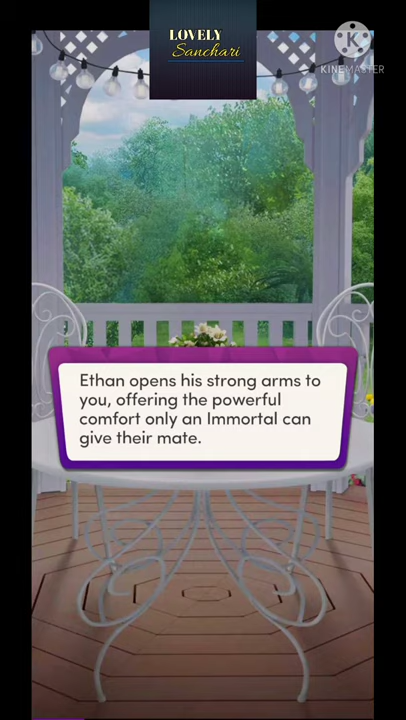 LOVELY
Sanchari
KINEMASTER
Ethan opens his strong arms to
you, offering the powerful
comfort only an Immortal can
give their mate.